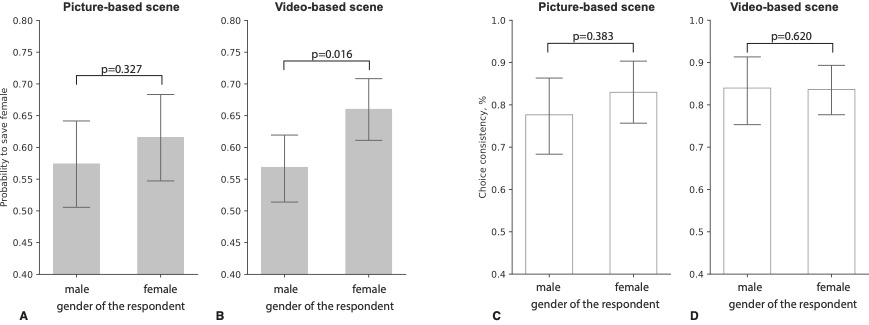 Picture-based scene
Video-based scene
Picture-based scene
Video-based scene
Probability to save female
0.80
0.75
0.70
0.65
0.60
0.55
0.50
0.45
0.40
p=0.327
male
female
gender of the respondent
A
0.80
0.75
0.70
0.65
0.60
0.55
0.50
0.45
0.40
p=0.016
male
female
gender of the respondent
B
Choice consistency, %
1.0
0.9
0.8
0.7
0.6
0.5
0.4
p=0.383
male
female
gender of the respondent
C
1.0
0.9
0.8
0.7
0.6
0.5
0.4
p=0.620
male
female
gender of the respondent
D